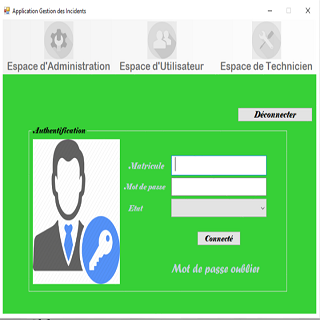 Application Gestion des Incidents
Espace d'Administration Espace d'Utilisateur Espace de Technicien
Déconnecter
Authentification
Matricule
Mot de passe
Etat
Connecté
Mot de passe oublier